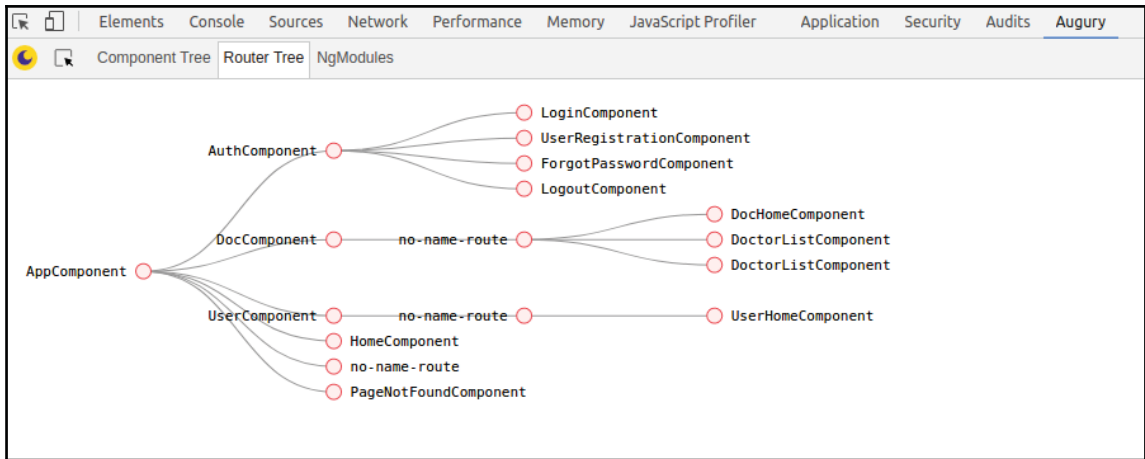 Elements Console Sources Network Performance Memory JavaScript Profiler Application Security Audits Augury
Component Tree Router Tree NgModules
LoginComponent
UserRegistrationComponent
AuthComponent
ForgotPasswordComponent
LogoutComponent
DocHomeComponent
DocComponent no-name-route DoctorListComponent
DoctorListComponent
AppComponent
UserComponent no-name-route UserHomeComponent
HomeComponent
no-name-route
PageNotFoundComponent